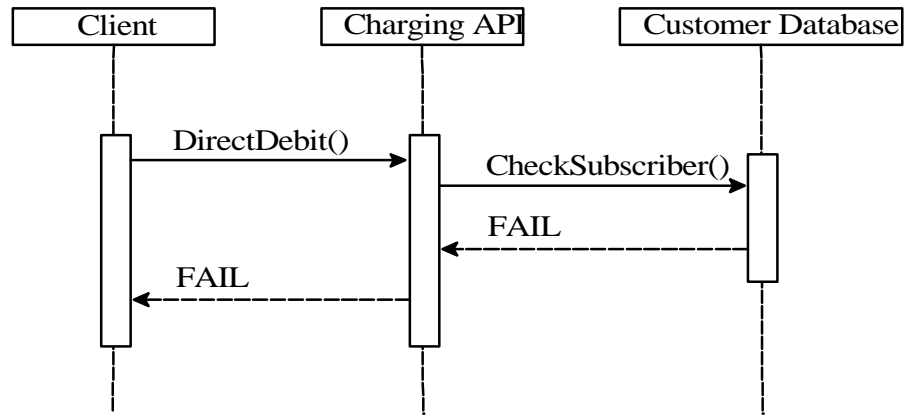 Client
Charging API
Customer Database
DirectDebit()
CheckSubscriber()
FAIL
FAIL